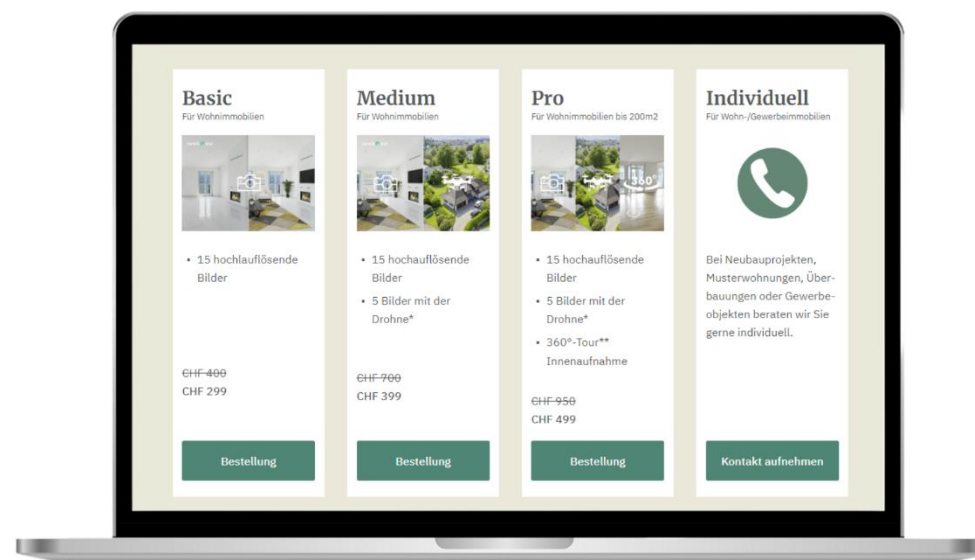 Basic
Für Wohnimmobilien
15 hochlauflösende
Bilder
CHF 400
CHF 299
Bestellung
Medium
Für Wohnimmobilien
15 hochauflösende
Bilder
5 Bilder mit der
Drohne*
CHF 700
CHF 399
Bestellung
Pro
Für Wohnimmobilien bis 200m2
360°
15 hochauflösende
Bilder
5 Bilder mit der
Drohne*
360°-Tour**
Innenaufnahme
CHF 950
CHF 499
Bestellung
Individuell
Für Wohn-/Gewerbeimmobilien
Bei Neubauprojekten,
Musterwohnungen, Über-
bauungen oder Gewerbe-
objekten beraten wir Sie
gerne individuell.
Kontakt aufnehmen